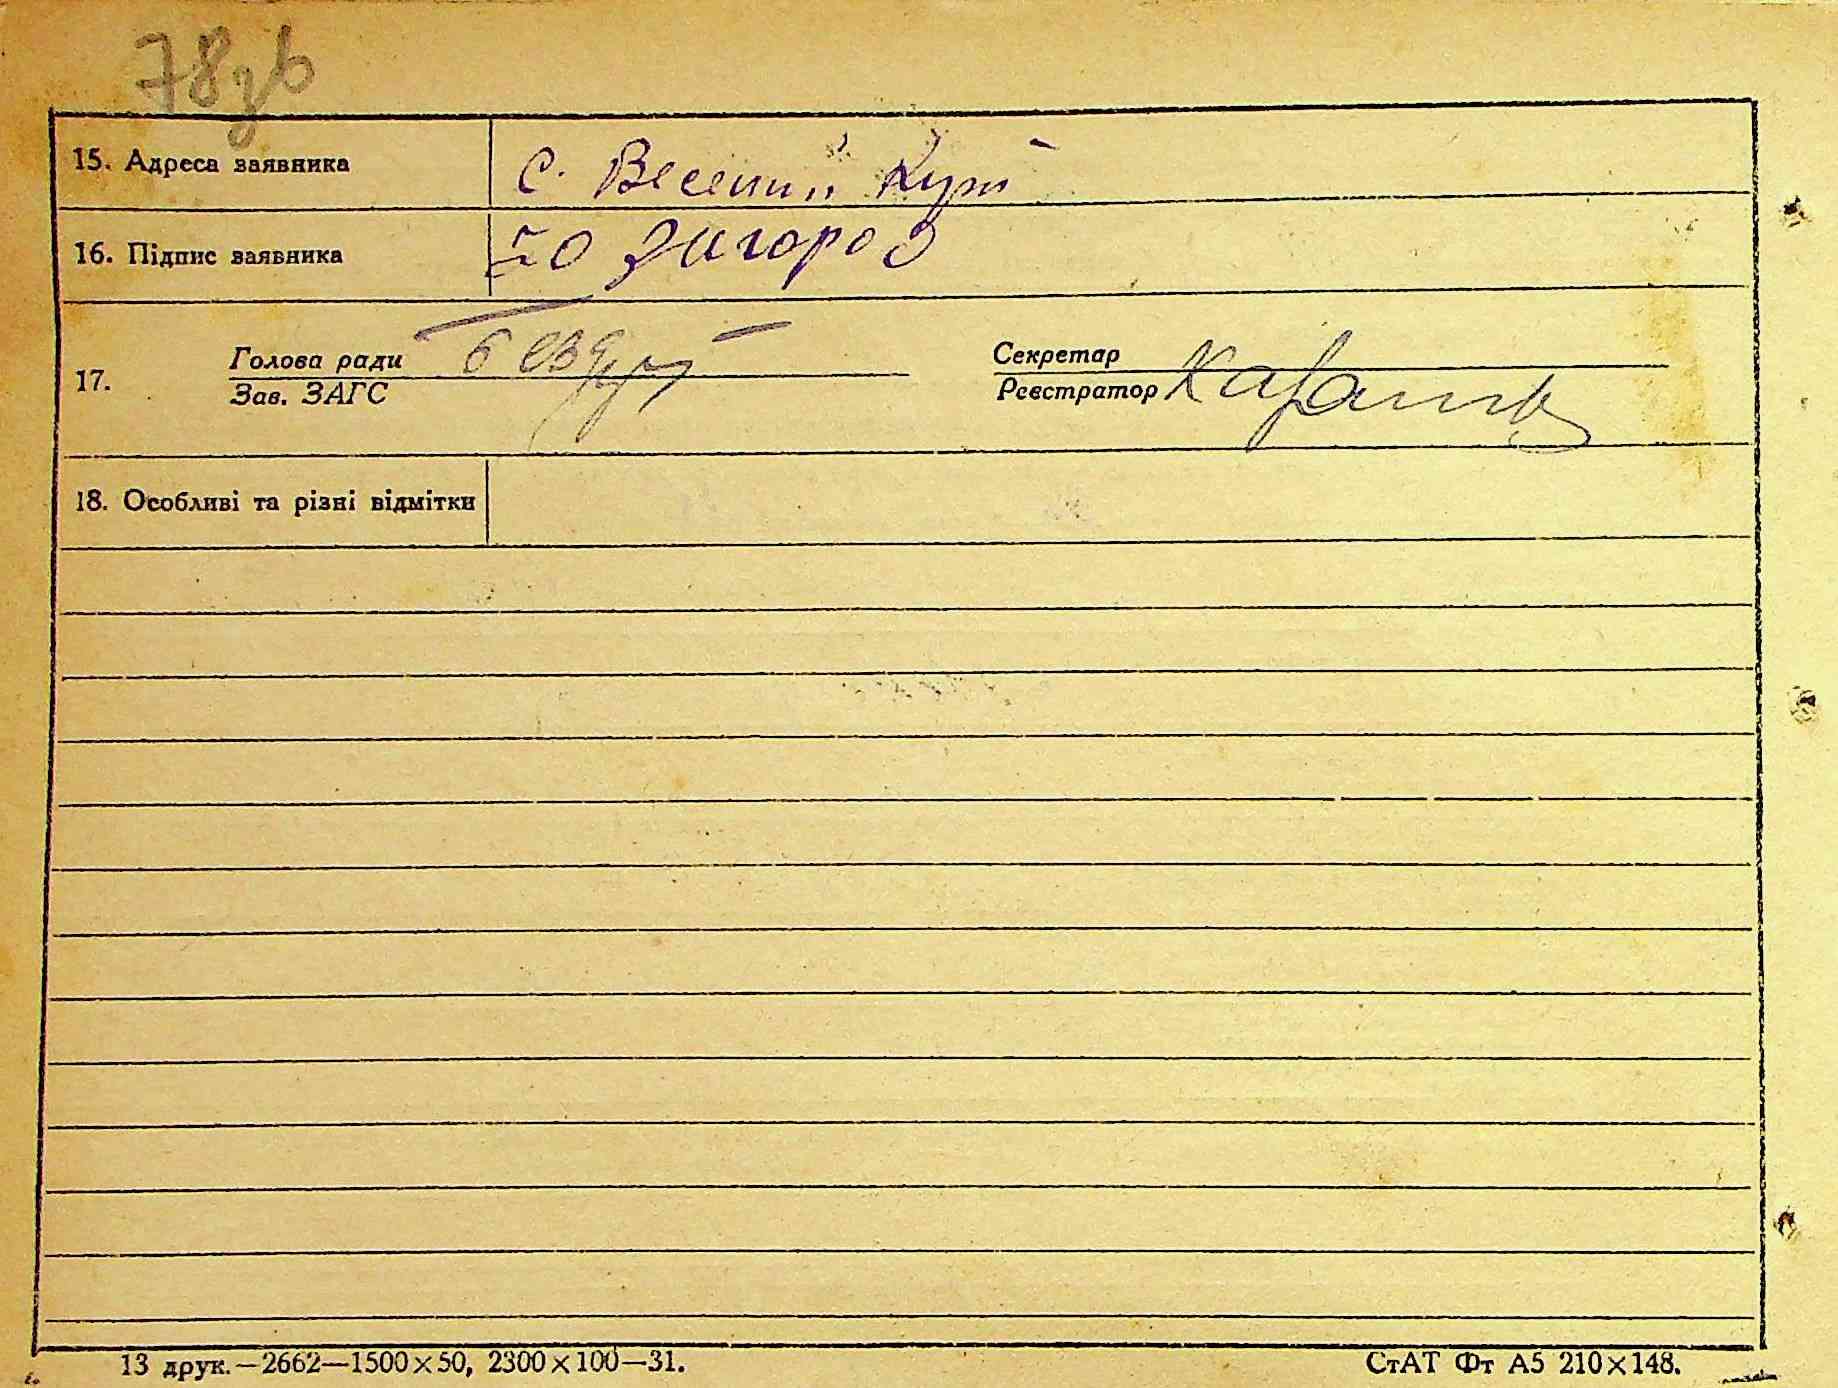 78зв
15. Адреса заявника с. Веселий Кут
16. Підпис заявника Загород
Голова ради Секретар
17.
Зав. ЗАГС Реєстратор
18. Особливі та різні відмітки
13 друк.—2662—1500×50, 2300×100—31. СтАТ Фт А5 210×148.